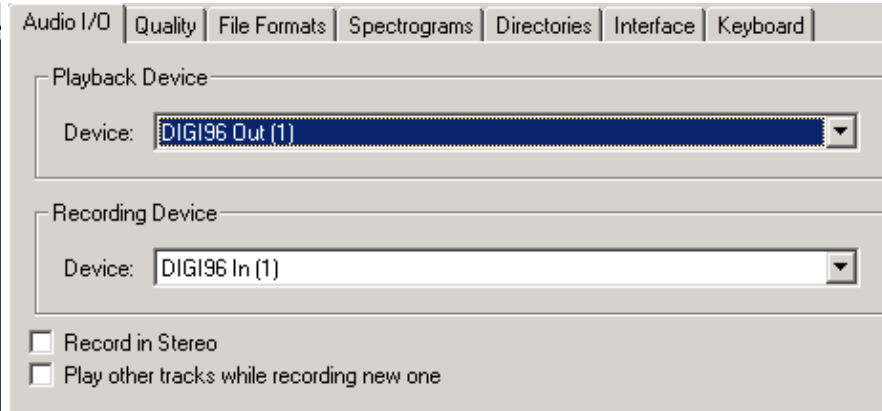 Audio I/O Quality File Formats Spectrograms Directories Interface Keyboard
Playback Device
Device: DIGI96 Out (1)
Recording Device
Device: DIGI96 In (1)
Record in Stereo
Play other tracks while recording new one